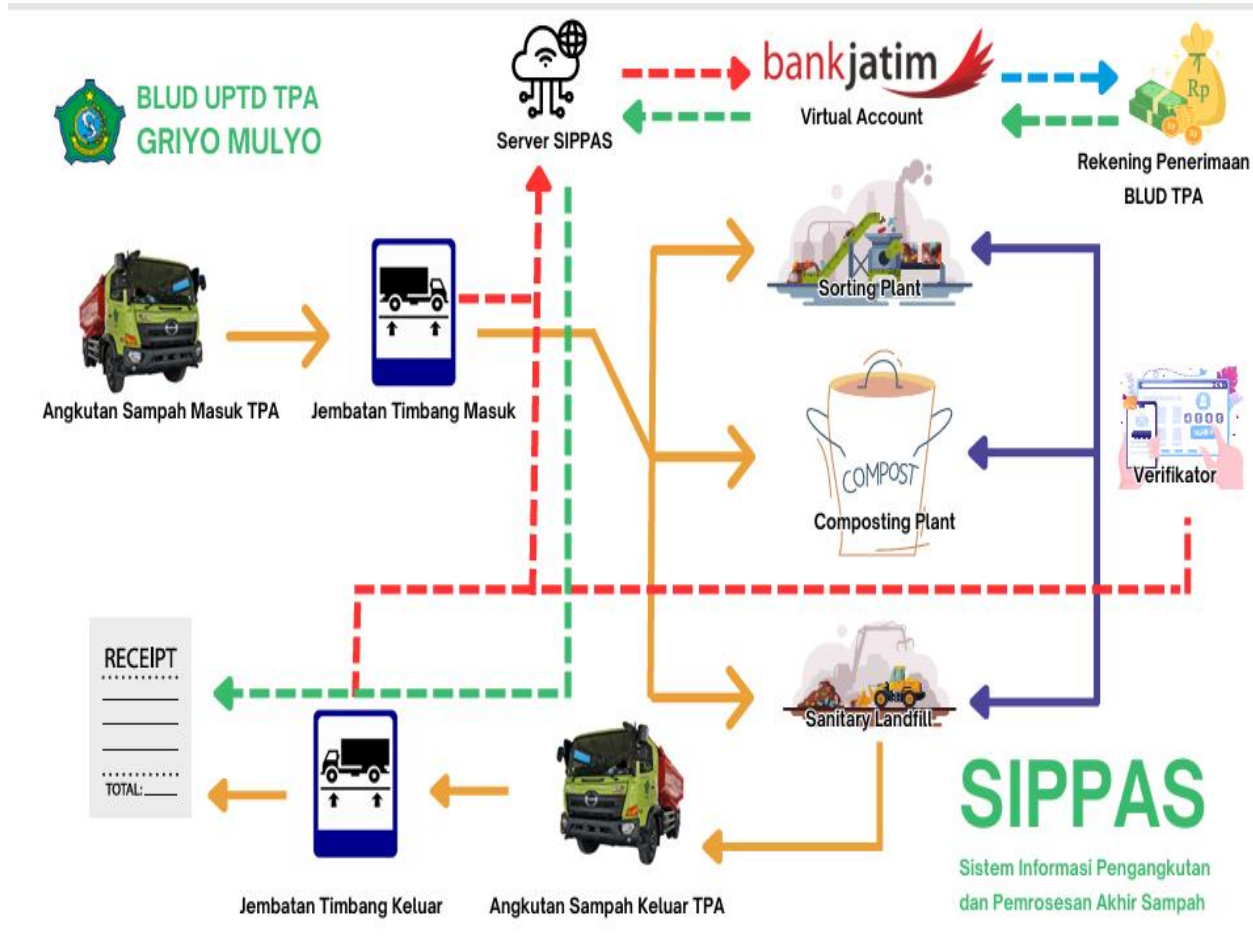 BLUD UPTD TPA
GRIYO MULYO
Server SIPPAS
bankjatim
Virtual Account
Rp
Rekening Penerimaan
BLUD TPA
Angkutan Sampah Masuk TPA
Jembatan Timbang Masuk
Sorting Plant
COMPOST
Composting Plant
Verifikator
Sanitary Landfill
RECEIPT
TOTAL:
Jembatan Timbang Keluar
Angkutan Sampah Keluar TPA
SIPPAS
Sistem Informasi Pengangkutan
dan Pemrosesan Akhir Sampah